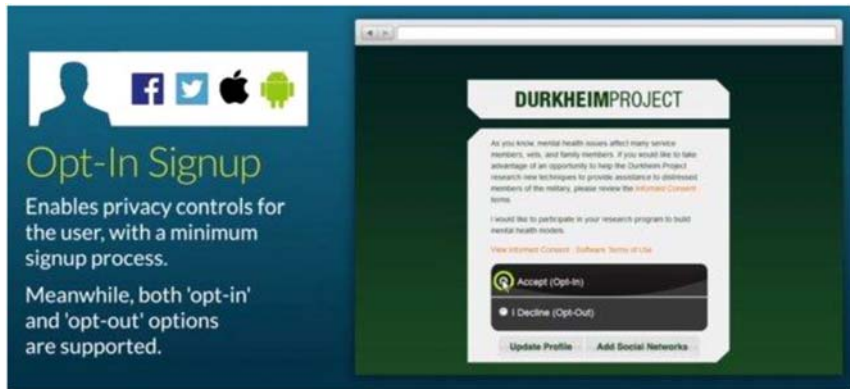 Opt-In Signup
Enables privacy controls for
the user, with a minimum
signup process.
Meanwhile, both 'opt-in'
and 'opt-out' options
are supported.
DURKHEIMPROJECT
As you know, mental health issues affect many service
members, vets, and family members. If you would like to take
advantage of an opportunity to help the Durkheim Project
research new techniques to provide assistance to distressed
members of the military, please review the Informed Consent
terms.
I would like to participate in your research program to build
mental health models.
View Informed Consent Software Terms of Use
Accept (Opt-In)
I Decline (Opt-Out)
Update Profile
Add Social Networks